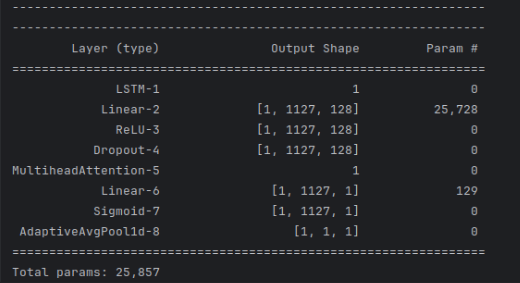 ----------------------------------------------------------------
----------------------------------------------------------------
Layer (type) Output Shape Param #
================================================================
LSTM-1 1 0
Linear-2 [1, 1127, 128] 25,728
ReLU-3 [1, 1127, 128] 0
Dropout-4 [1, 1127, 128] 0
MultiheadAttention-5 1 0
Linear-6 [1, 1127, 1] 129
Sigmoid-7 [1, 1127, 1] 0
AdaptiveAvgPool1d-8 [1, 1, 1] 0
================================================================
Total params: 25,857